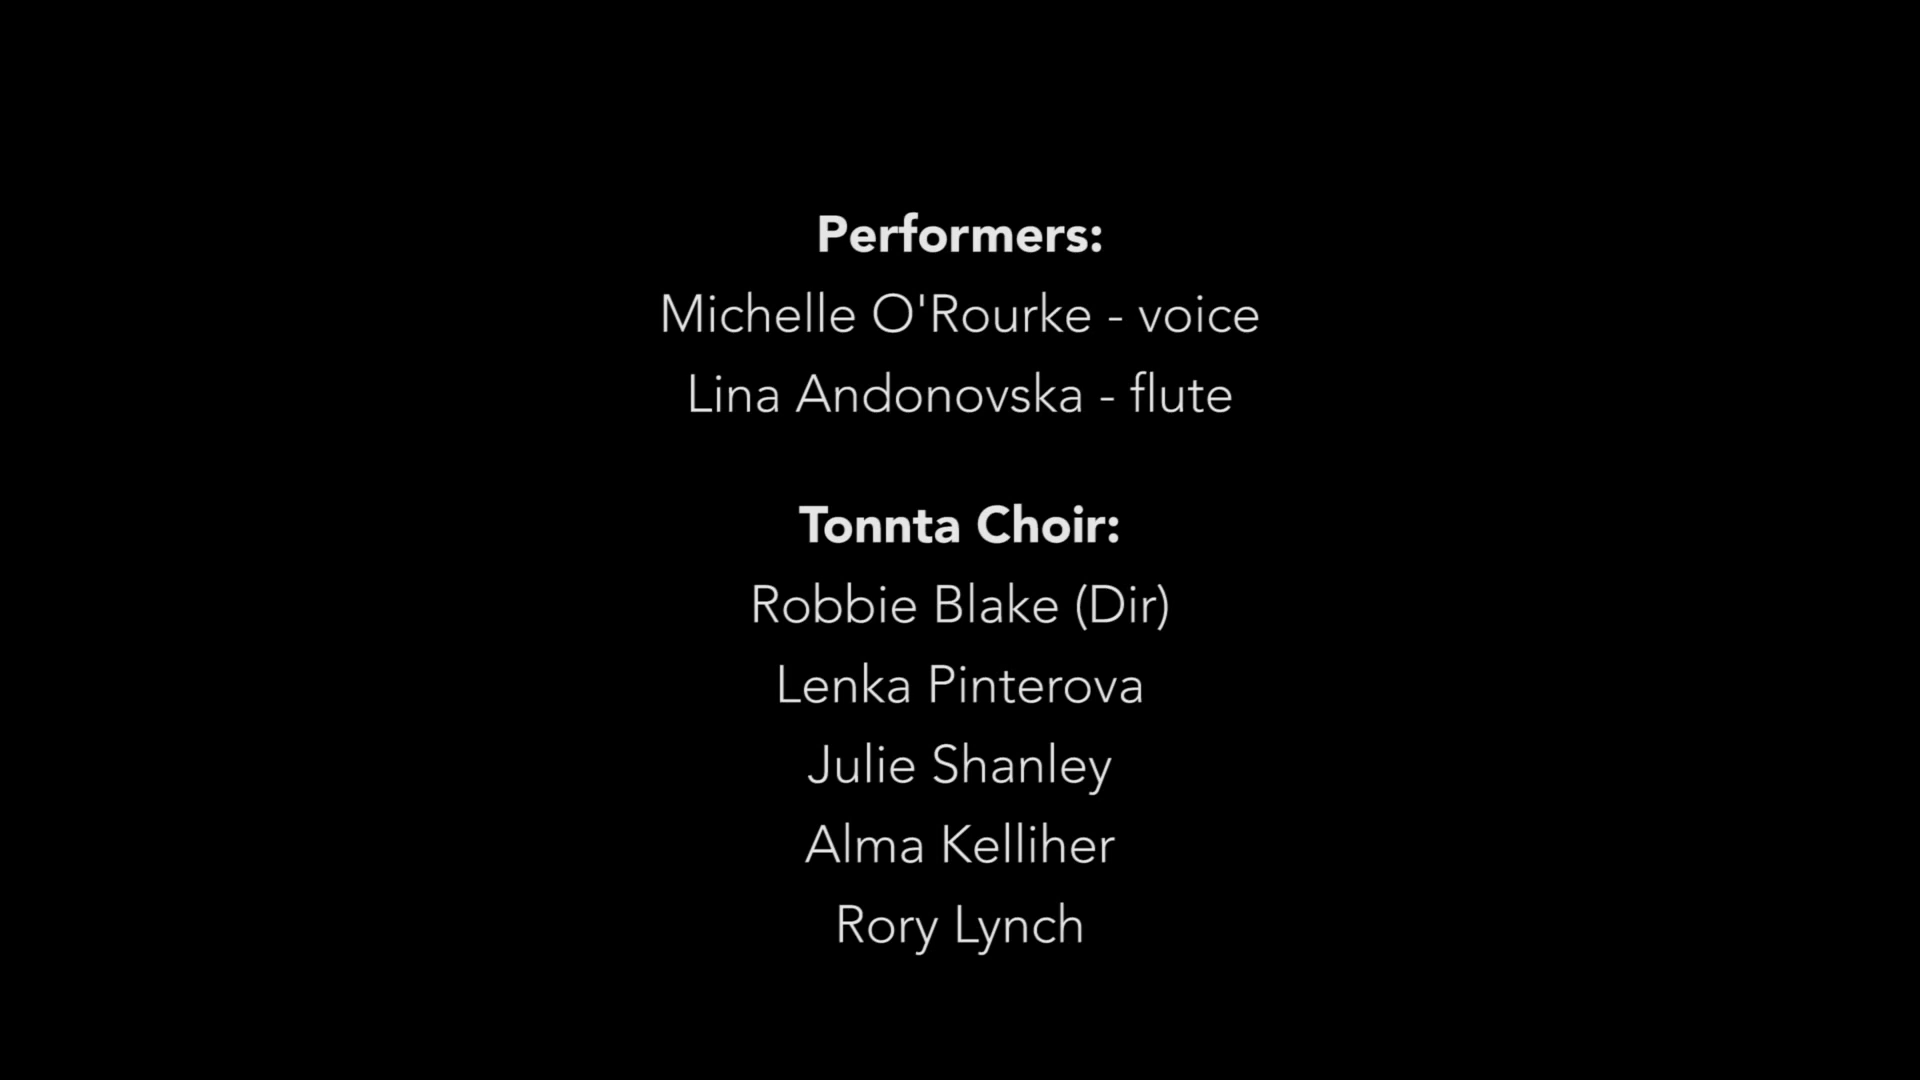 Performers:
Michelle O'Rourke - voice
Lina Andonovska - flute
Tonnta Choir:
Robbie Blake (Dir)
Lenka Pinterova
Julie Shanley
Alma Kelliher
Rory Lynch